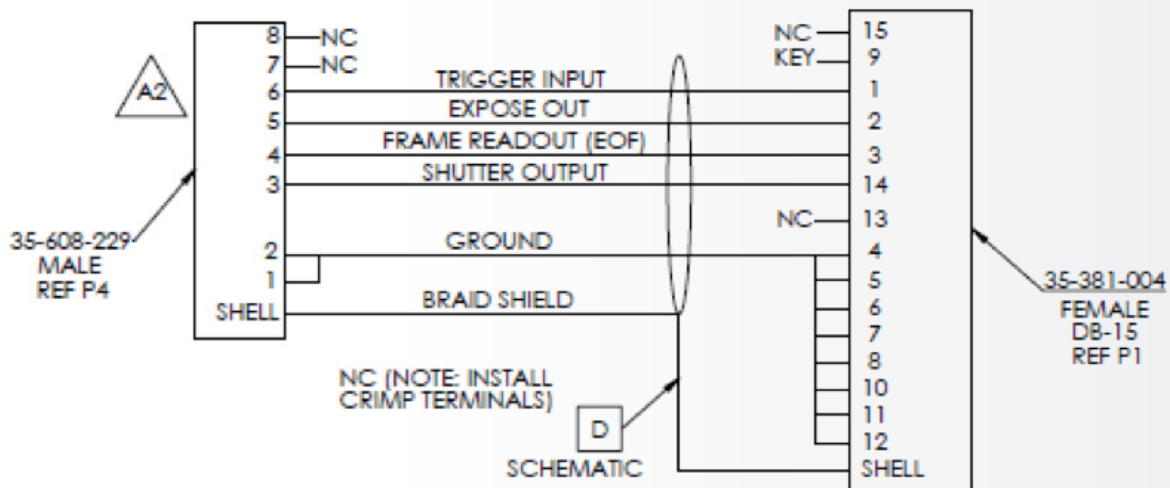 8 NC
7 NC
A2
6 TRIGGER INPUT
5 EXPOSE OUT
4 FRAME READOUT (EOF)
3 SHUTTER OUTPUT
2 GROUND
1
SHELL BRAID SHIELD
35-608-229
MALE
REF P4
NC (NOTE: INSTALL
CRIMP TERMINALS)
D
SCHEMATIC
NC 15
KEY 9
1
2
3
14
NC 13
4
5
6
7
8
10
11
12
SHELL
35-381-004
FEMALE
DB-15
REF P1